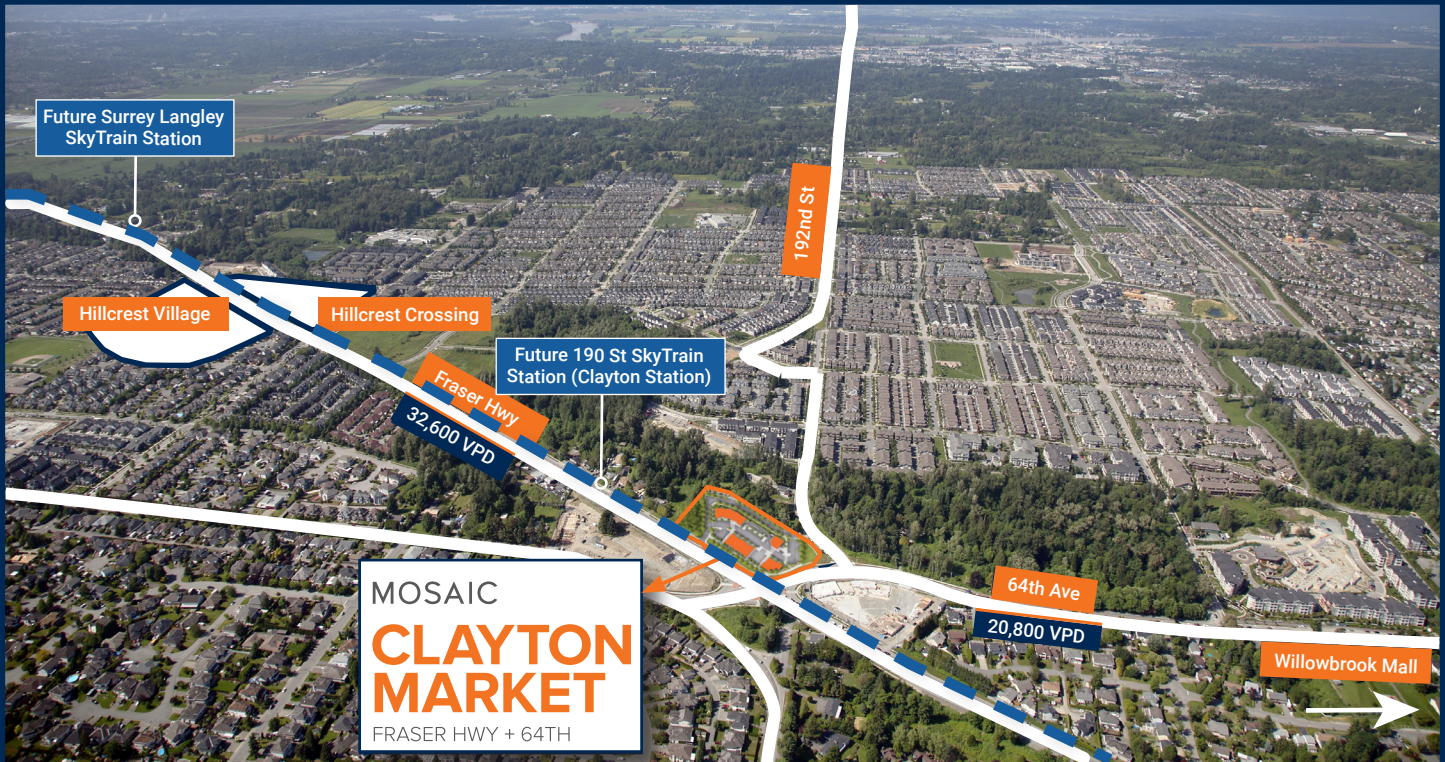 Future Surrey Langley
SkyTrain Station
192nd St
Hillcrest Village
Hillcrest Crossing
Future 190 St SkyTrain
Station (Clayton Station)
Fraser Hwy
32,600 VPD
MOSAIC
CLAYTON
MARKET
FRASER HWY + 64TH
64th Ave
20,800 VPD
Willowbrook Mall